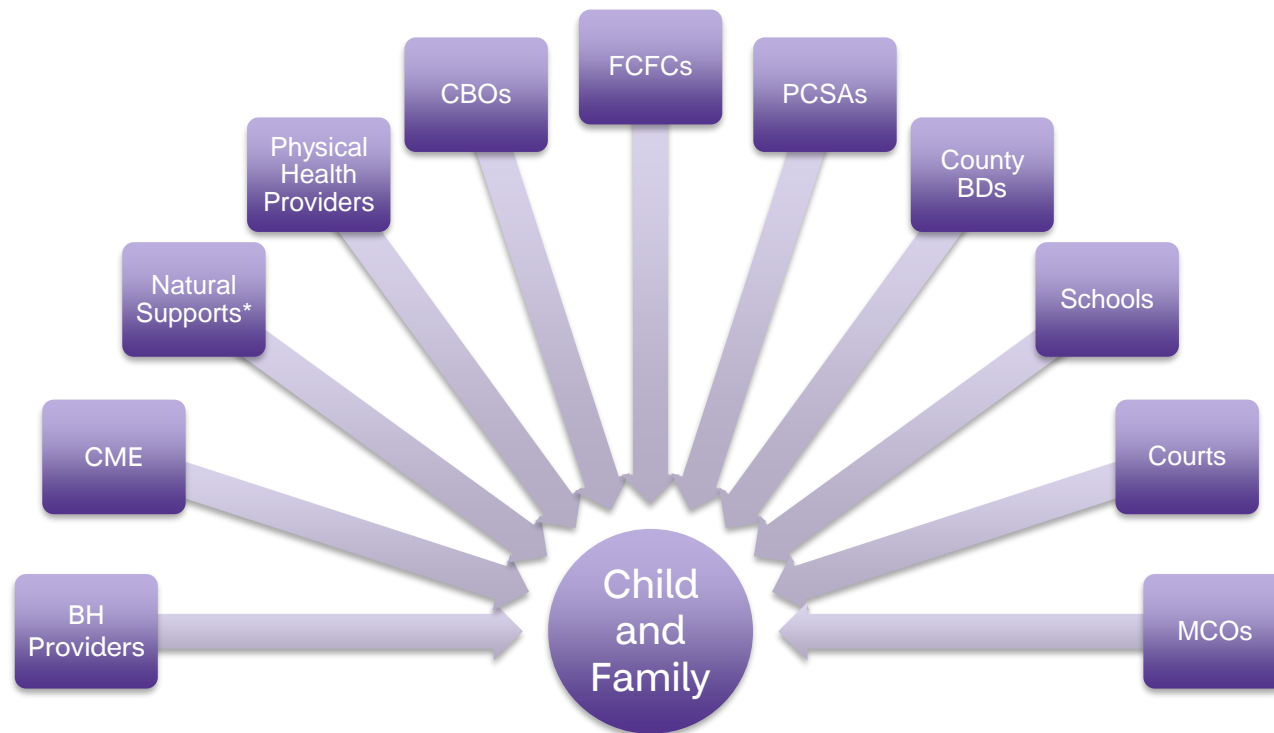 FCFCs
CBOs
PCSAs
Physical
Health
Providers
County
BDs
Natural
Supports*
Schools
CME
Courts
BH
Providers
MCOs
Child
and
Family